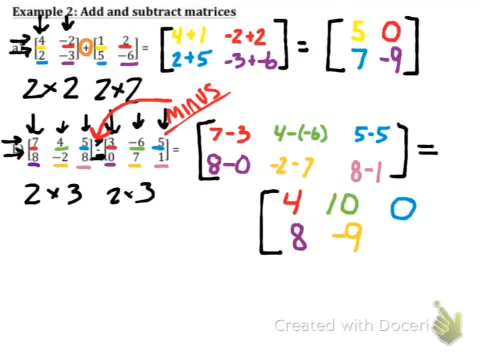 Example 2: Add and subtract matrices
a) [4 -2] + [1 2] = [4+1 -2+2] = [5 0]
[2 -3] [5 -6] [2+5 -3+-6] [7 -9]
2×2 2×2
MINUS
[7 4 5] - [3 -6 5] = [7-3 4-(-6) 5-5] =
[8 -2 8] [0 7 1] [8-0 -2-7 8-1]
2×3 2×3
[4 10 0
8 -9
Created with Doceri